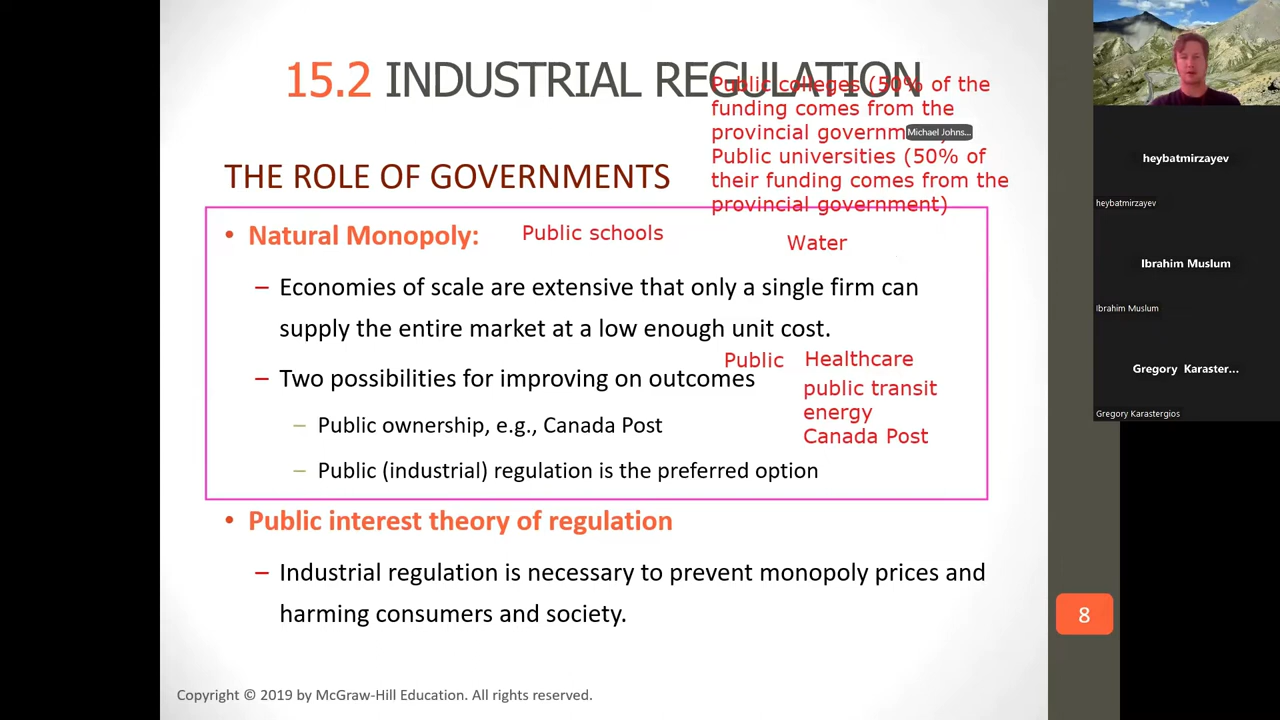 15.2 INDUSTRIAL REGULATION
Public colleges (50% of the
funding comes from the
provincial governm
Michael Johns...
Public universities (50% of
their funding comes from the
provincial government)
THE ROLE OF GOVERNMENTS
• Natural Monopoly:
Public schools
Water
– Economies of scale are extensive that only a single firm can
supply the entire market at a low enough unit cost.
Public
Healthcare
– Two possibilities for improving on outcomes
public transit
energy
– Public ownership, e.g., Canada Post
Canada Post
– Public (industrial) regulation is the preferred option
• Public interest theory of regulation
– Industrial regulation is necessary to prevent monopoly prices and
harming consumers and society.
8
Copyright © 2019 by McGraw-Hill Education. All rights reserved.
heybatmirzayev
heybatmirzayev
Ibrahim Muslum
Ibrahim Muslum
Gregory Karaster...
Gregory Karastergios